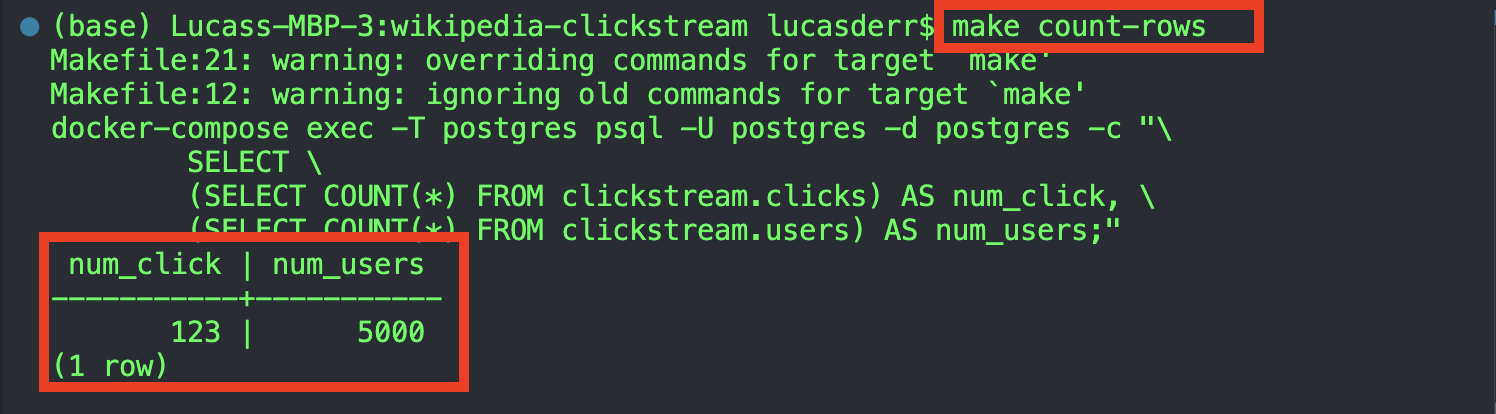 (base) Lucass-MBP-3:wikipedia-clickstream lucasderr$ make count-rows
Makefile:21: warning: overriding commands for target `make'
Makefile:12: warning: ignoring old commands for target `make'
docker-compose exec -T postgres psql -U postgres -d postgres -c "\
SELECT \
(SELECT COUNT(*) FROM clickstream.clicks) AS num_click, \
(SELECT COUNT(*) FROM clickstream.users) AS num_users;"
num_click | num_users
-----------+-----------
123 | 5000
(1 row)